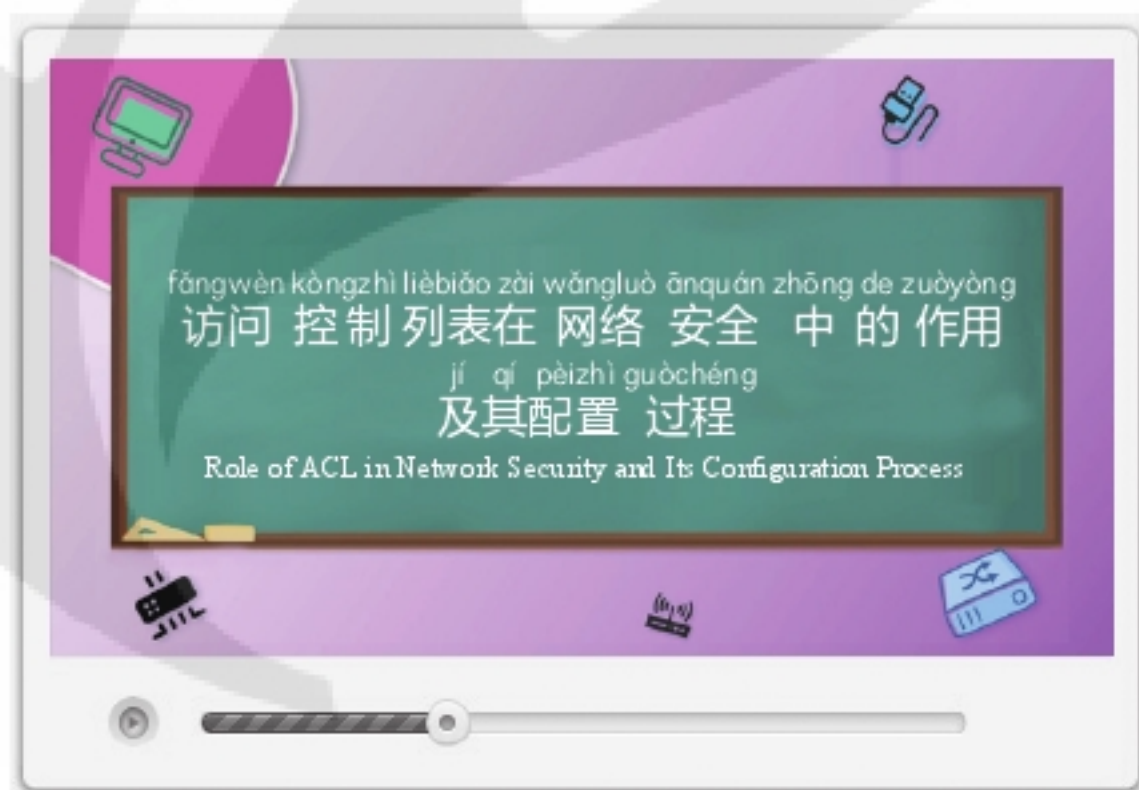 fǎngwèn kòngzhì lièbiǎo zài wǎngluò ānquán zhōng de zuòyòng
访问 控制 列表在 网络 安全 中 的 作用
jí qí pèizhì guòchéng
及其配置 过程
Role of ACL in Network Security and Its Configuration Process